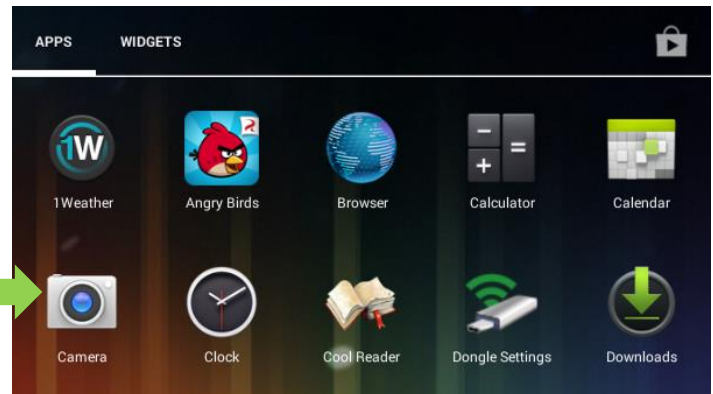 APPS WIDGETS
1W
1Weather Angry Birds Browser Calculator Calendar
Camera Clock Cool Reader Dongle Settings Downloads